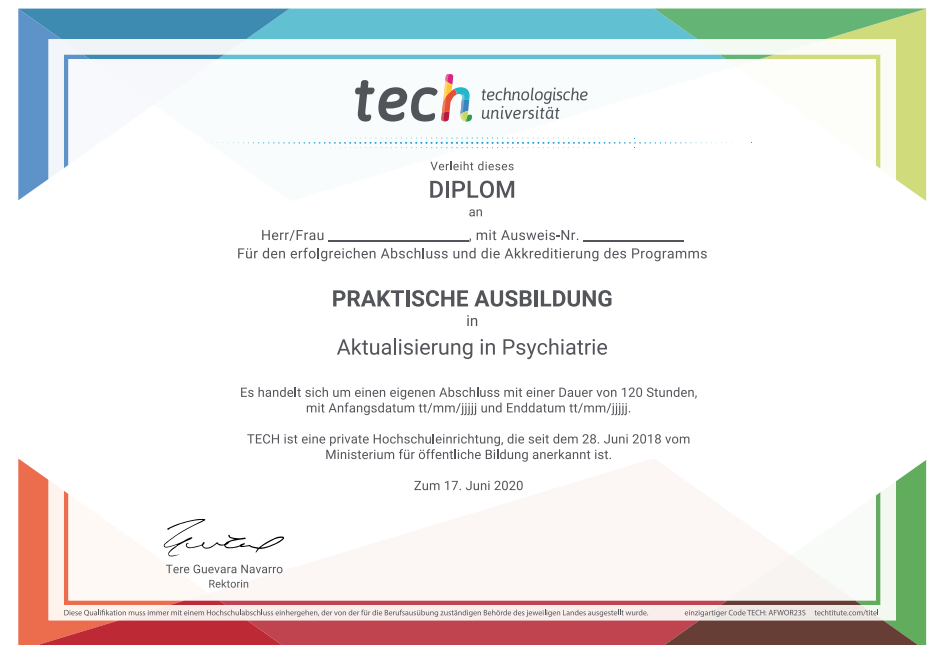 tech technologische
universität
Verleiht dieses
DIPLOM
an
Herr/Frau ____________________, mit Ausweis-Nr. ______________
Für den erfolgreichen Abschluss und die Akkreditierung des Programms
PRAKTISCHE AUSBILDUNG
in
Aktualisierung in Psychiatrie
Es handelt sich um einen eigenen Abschluss mit einer Dauer von 120 Stunden,
mit Anfangsdatum tt/mm/jjjjj und Enddatum tt/mm/jjjjj.
TECH ist eine private Hochschuleinrichtung, die seit dem 28. Juni 2018 vom
Ministerium für öffentliche Bildung anerkannt ist.
Zum 17. Juni 2020
Tere Guevara Navarro
Rektorin
Diese Qualifikation muss immer mit einem Hochschulabschluss einhergehen, der von der für die Berufsausübung zuständigen Behörde des jeweiligen Landes ausgestellt wurde. einzigartiger Code TECH: AFWOR23S techtitute.com/titel